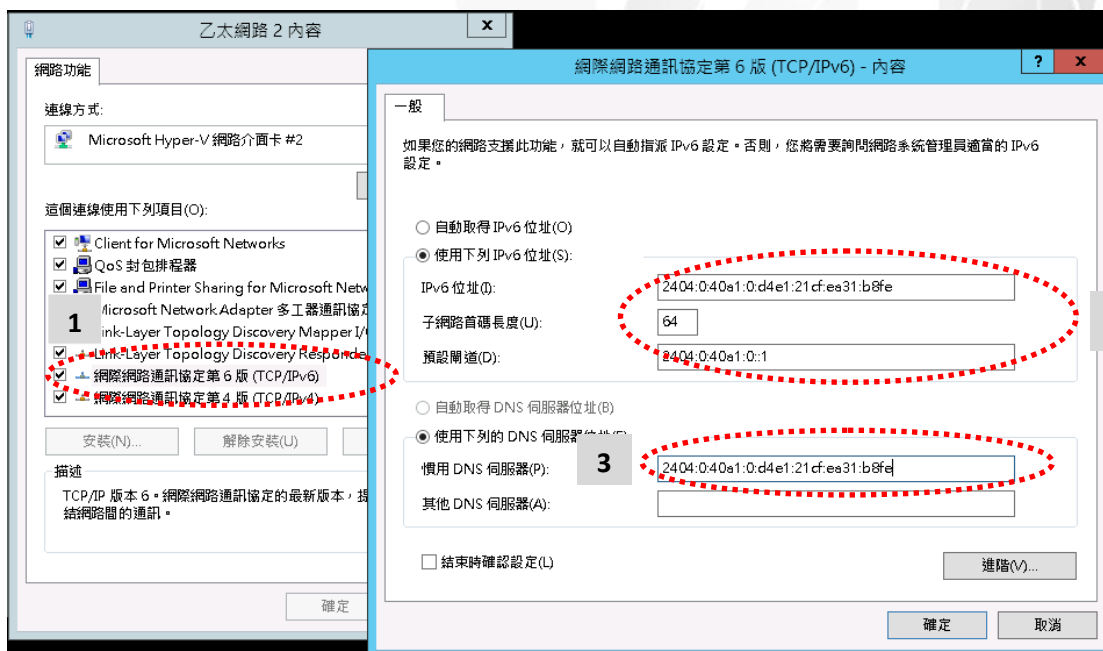 乙太網路 2 內容
x
網路功能
連線方式:
Microsoft Hyper-V 網路介面卡 #2
這個連線使用下列項目(O):
Client for Microsoft Networks
QoS 封包排程器
File and Printer Sharing for Microsoft Netw
Microsoft Network Adapter 多工器通訊協定
1
Link-Layer Topology Discovery Mapper I/
Link-Layer Topology Discovery Responde
網際網路通訊協定第 6 版 (TCP/IPv6)
網際網路通訊協定第 4 版 (TCP/IPv4)
安裝(N)...
解除安裝(U)
描述
TCP/IP 版本 6。網際網路通訊協定的最新版本，提
結網路間的通訊。
確定
網際網路通訊協定第 6 版 (TCP/IPv6) - 內容
?
x
一般
如果您的網路支援此功能，就可以自動指派 IPv6 設定。否則，您將需要詢問網路系統管理員適當的 IPv6
設定。
自動取得 IPv6 位址(O)
使用下列 IPv6 位址(S):
IPv6 位址(I):
2404:0:40a1:0:d4e1:21cf:ea31:b8fe
子網路首碼長度(U):
64
預設閘道(D):
2404:0:40a1:0::1
自動取得 DNS 伺服器位址(B)
使用下列的 DNS 伺服器位址(E)
慣用 DNS 伺服器(P):
3
2404:0:40a1:0:d4e1:21cf:ea31:b8fe
其他 DNS 伺服器(A):
結束時確認設定(L)
進階(V)...
確定
取消